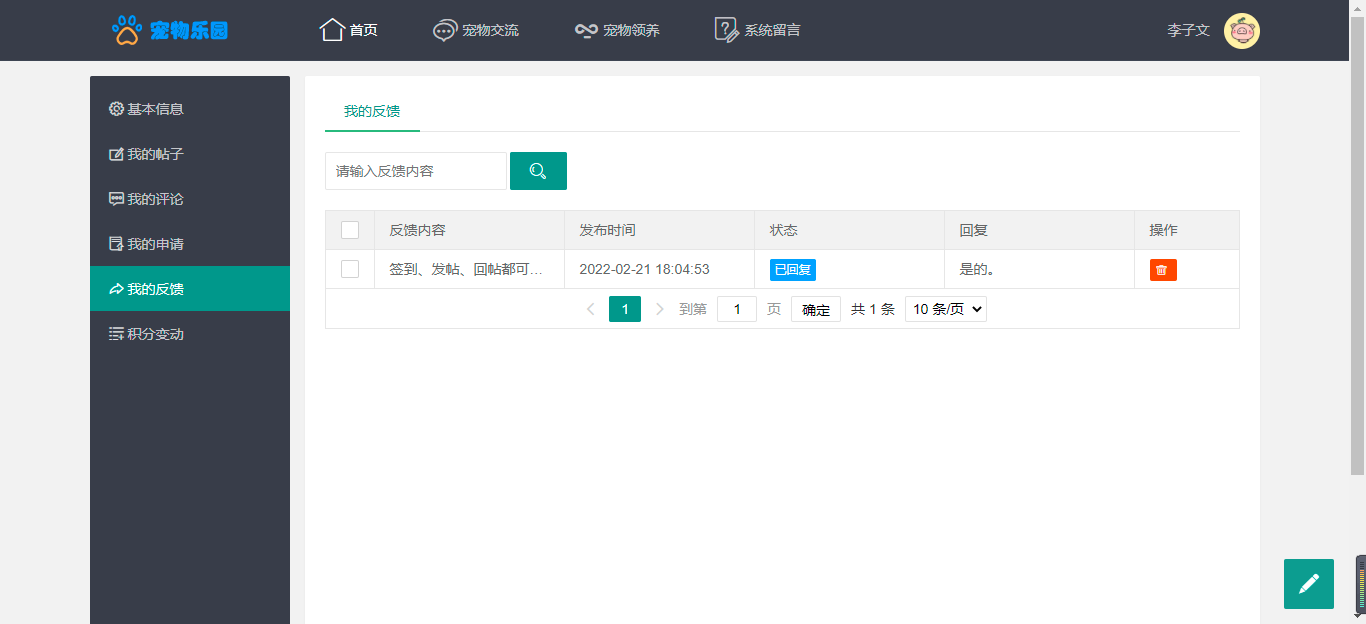 宠物乐园
首页
宠物交流
宠物领养
系统留言
李子文
基本信息
我的帖子
我的评论
我的申请
我的反馈
积分变动
我的反馈
请输入反馈内容
反馈内容 发布时间 状态 回复 操作
签到、发帖、回帖都可… 2022-02-21 18:04:53 已回复 是的。
1 到第 1 页 确定 共 1 条 10 条/页